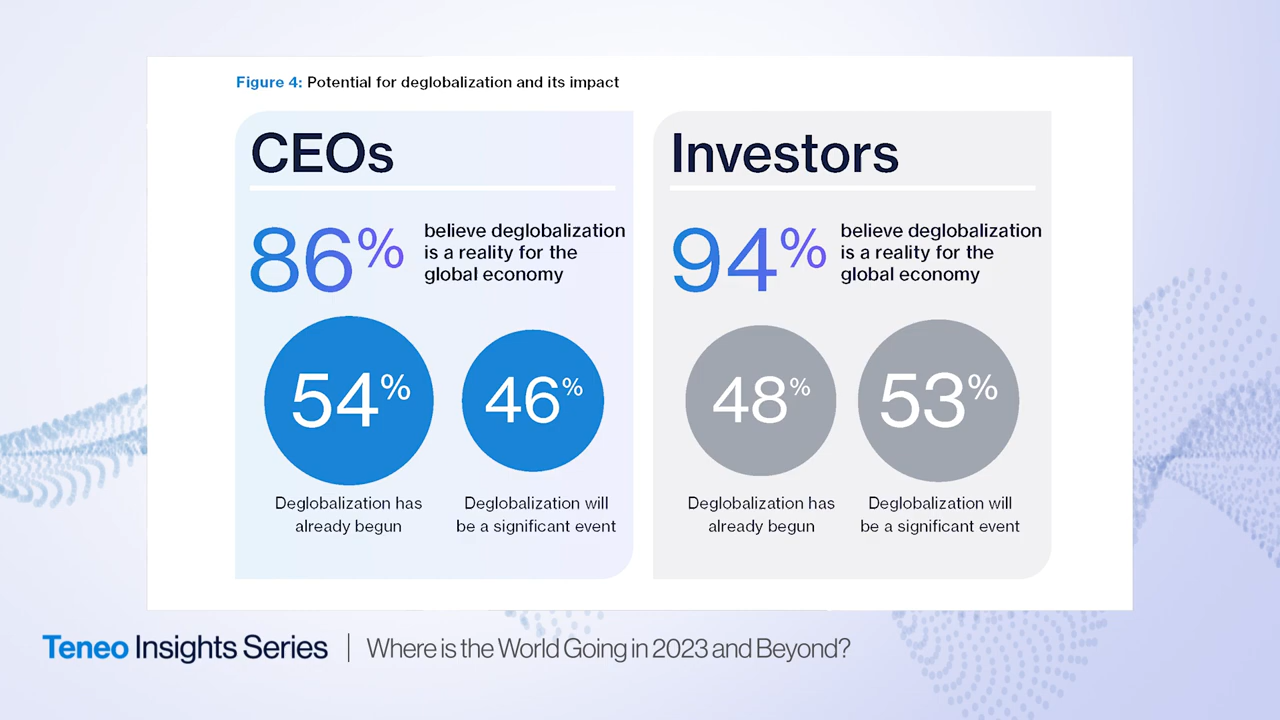 Figure 4: Potential for deglobalization and its impact
CEOs
86%
believe deglobalization
is a reality for the
global economy
54%
Deglobalization has
already begun
46%
Deglobalization will
be a significant event
Investors
94%
believe deglobalization
is a reality for the
global economy
48%
Deglobalization has
already begun
53%
Deglobalization will
be a significant event
Teneo Insights Series | Where is the World Going in 2023 and Beyond?